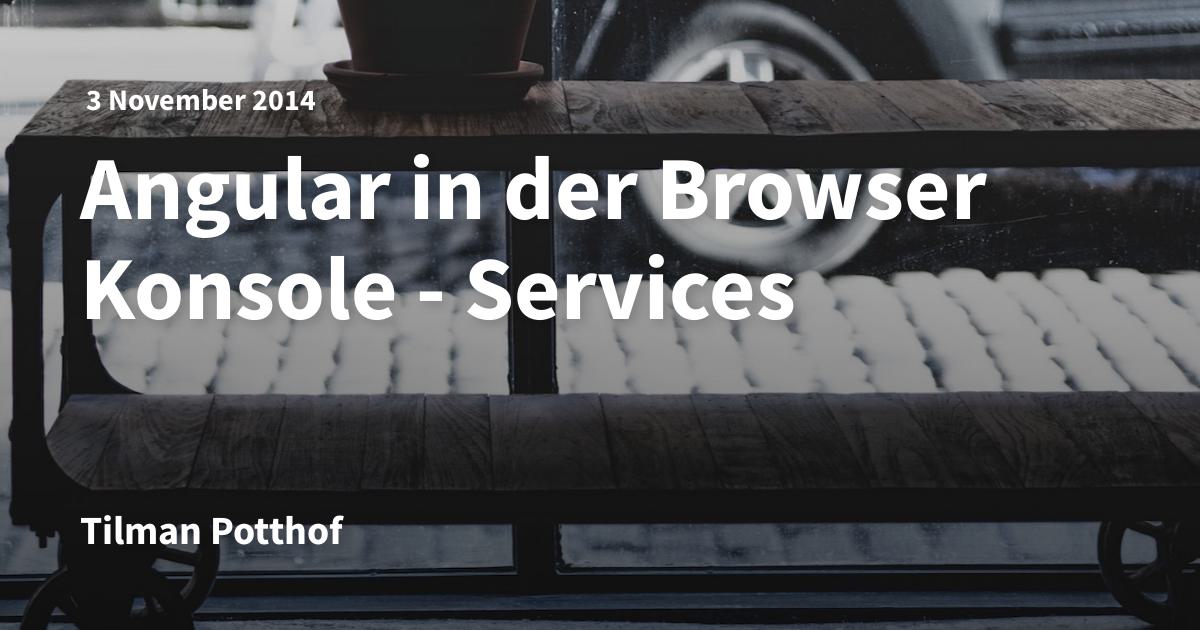 3 November 2014
Angular in der Browser
Konsole - Services
Tilman Potthof